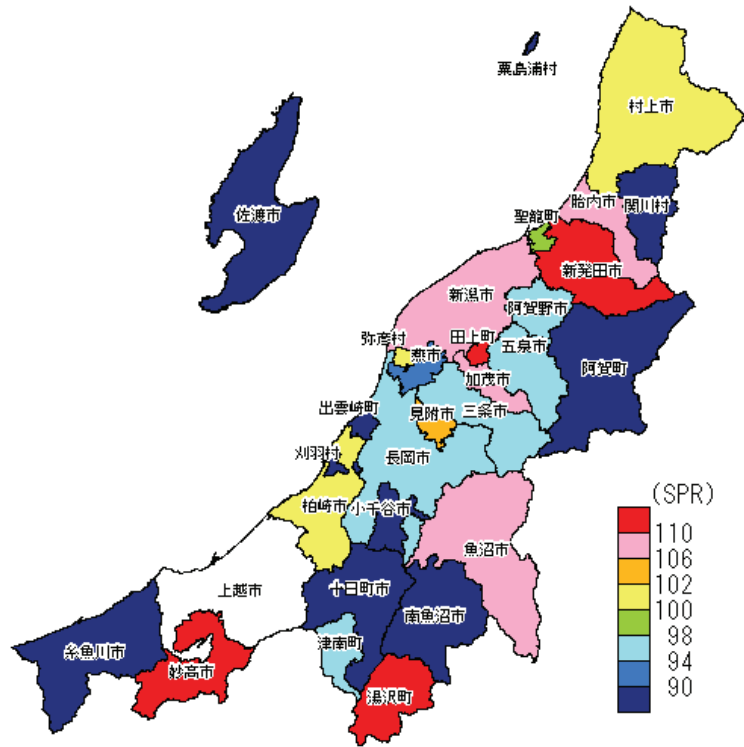 粟島浦村
村上市
佐渡市
胎内市
関川村
聖籠町
新発田市
新潟市
阿賀野市
弥彦村
田上町
燕市
五泉市
阿賀町
加茂市
出雲崎町
見附市
三条市
刈羽村
長岡市
柏崎市
小千谷市
魚沼市
上越市
十日町市
南魚沼市
糸魚川市
津南町
妙高市
湯沢町
(SPR)
110
106
102
100
98
94
90